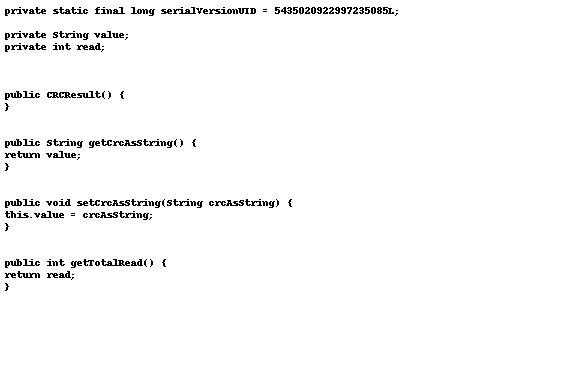 private static final long serialVersionUID = 5435020922997235085L;
private String value;
private int read;
public CRCResult() {
}
public String getCrcAsString() {
return value;
}
public void setCrcAsString(String crcAsString) {
this.value = crcAsString;
}
public int getTotalRead() {
return read;
}